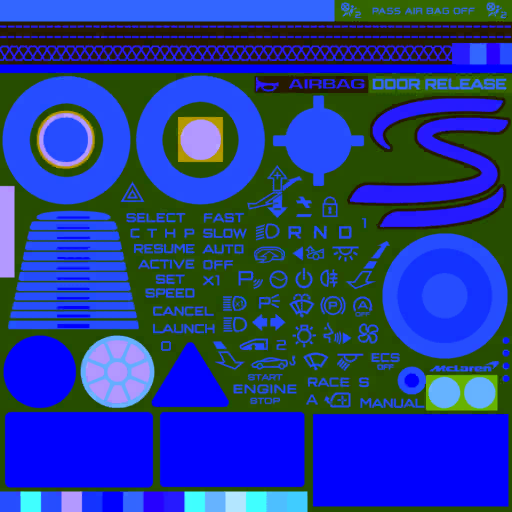 PASS AIR BAG OFF
AIRBAG DOOR RELEASE
SELECT FAST
C T H P SLOW
RESUME AUTO
ACTIVE OFF
SET X1
SPEED
CANCEL
LAUNCH
R N D 1
2
START
ENGINE
STOP
ECS
OFF
McLaren
RACE S
A MANUAL